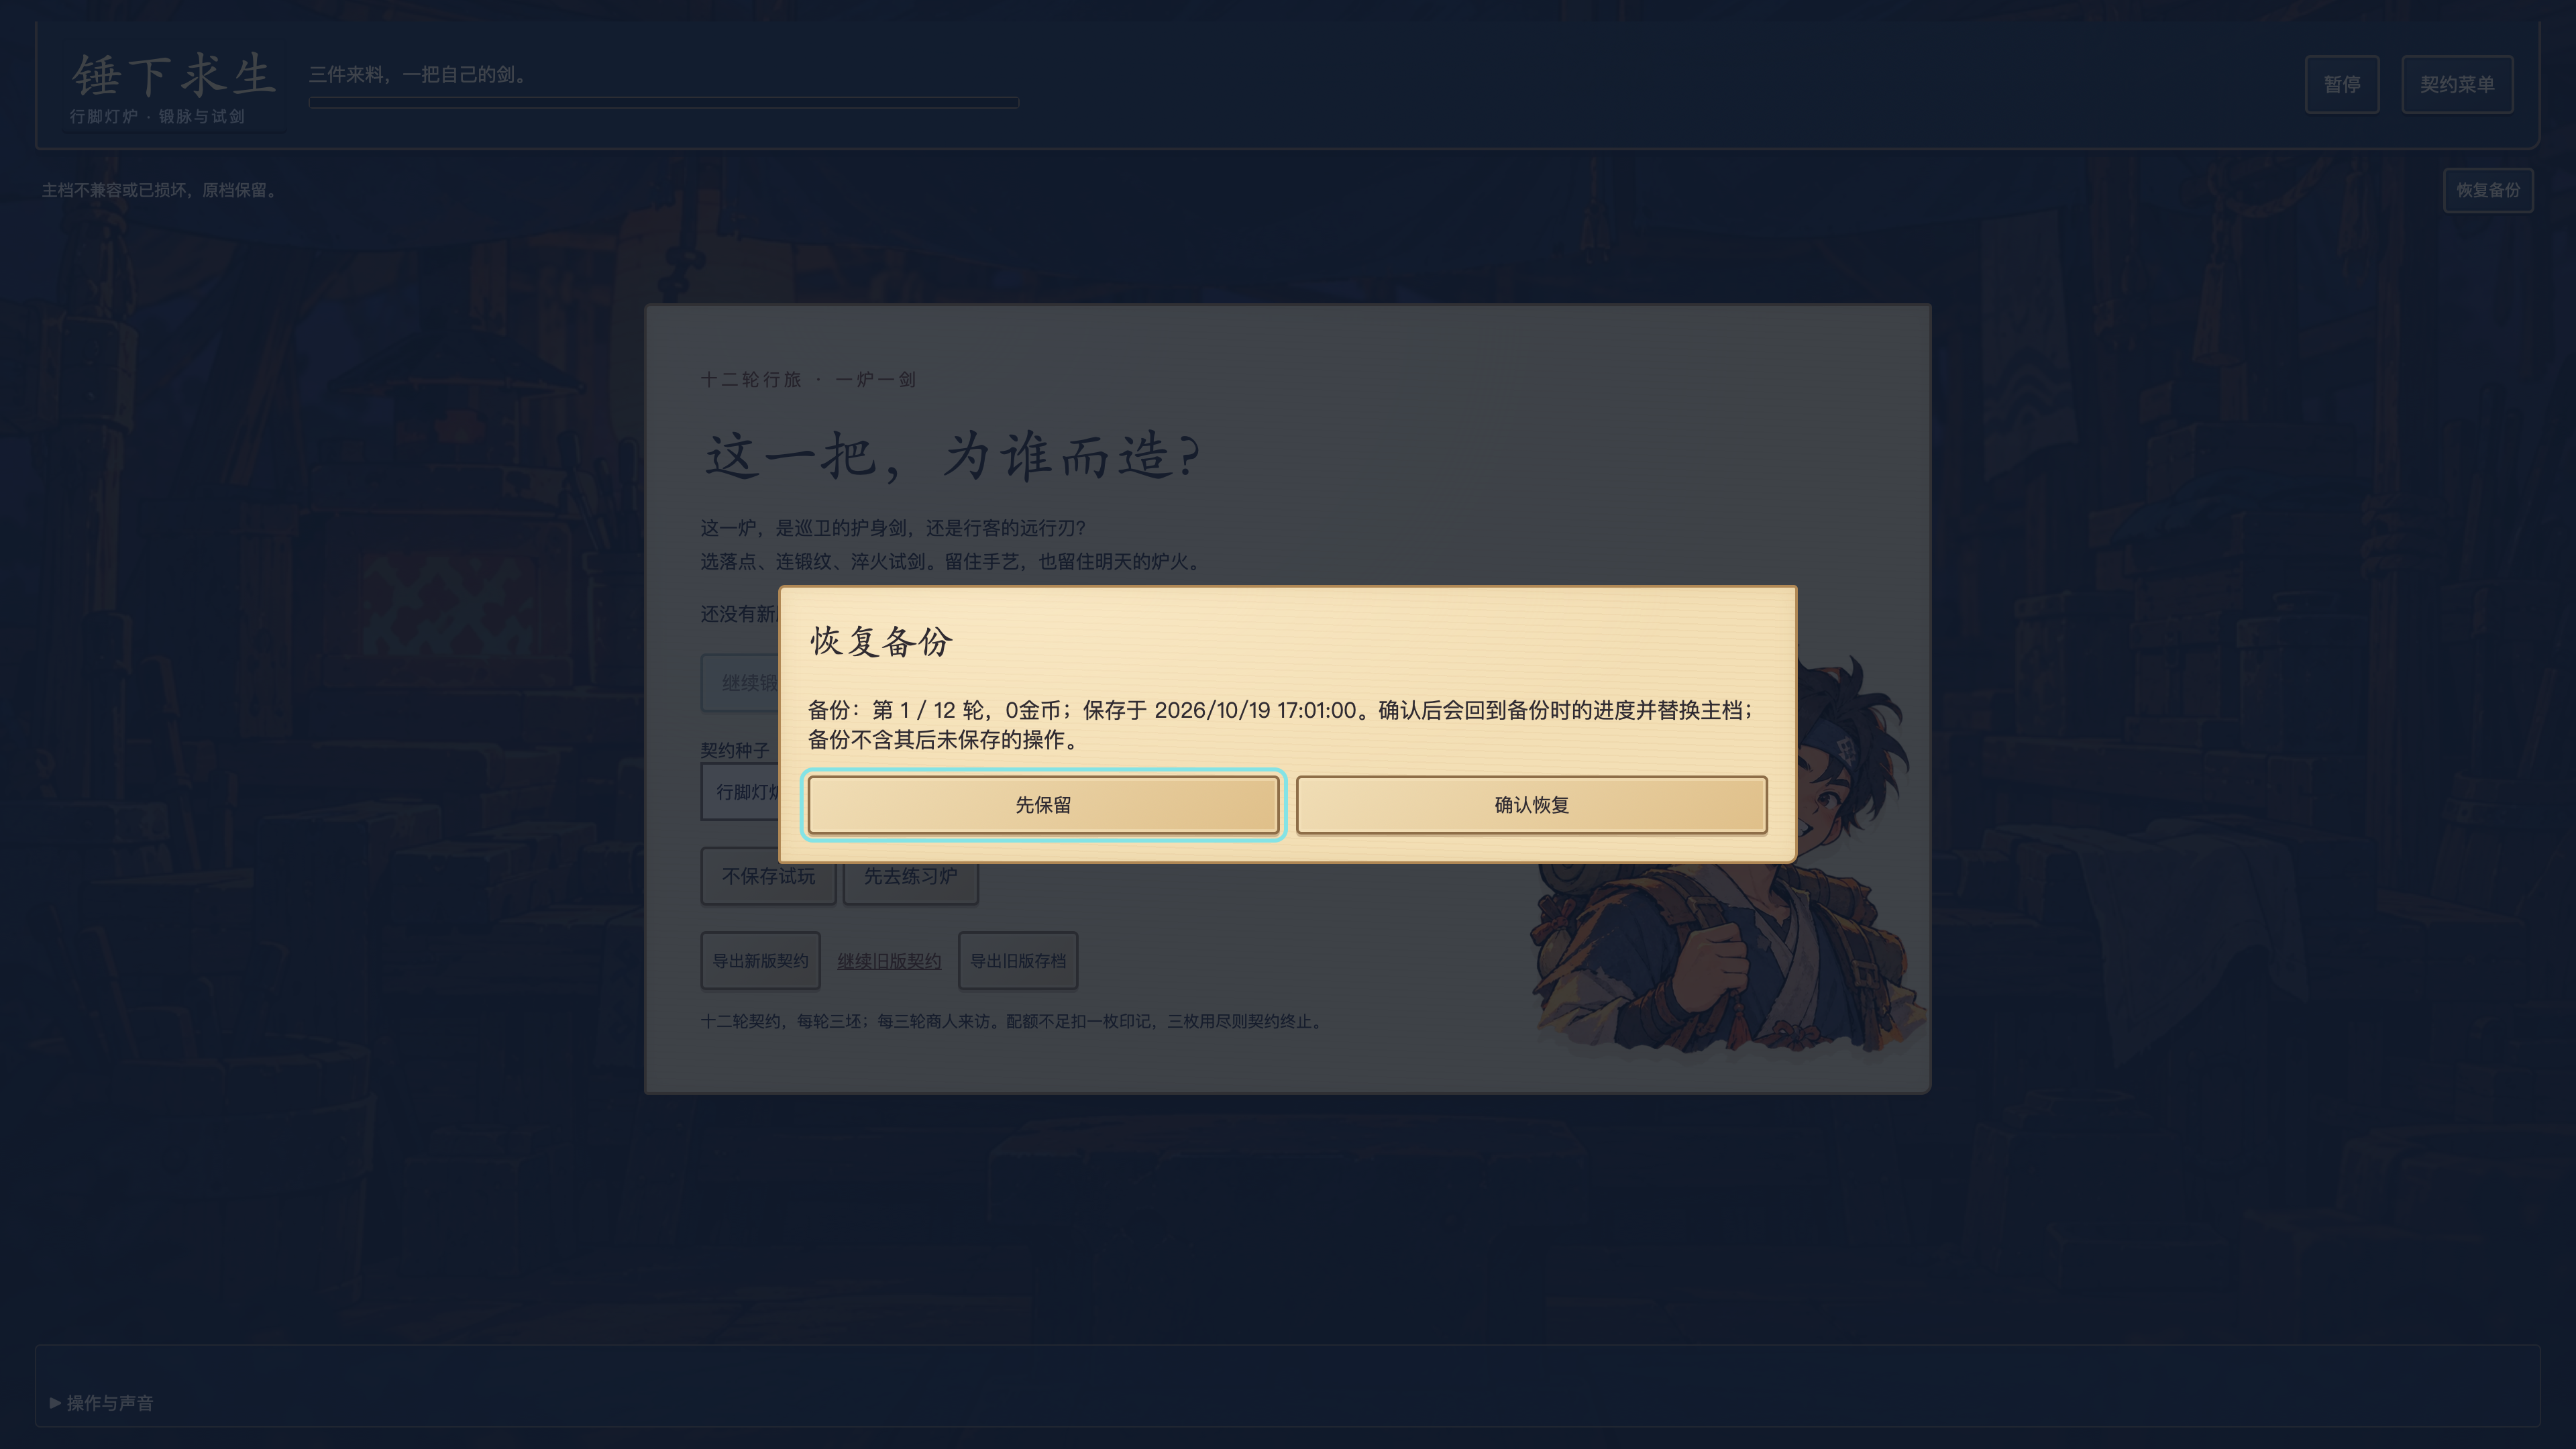 锤下求生
行脚灯炉 · 锻脉与试剑
三件来料，一把自己的剑。
暂停
契约菜单
主档不兼容或已损坏，原档保留。
恢复备份
十二轮行旅 · 一炉一剑
这一把，为谁而造？
这一炉，是巡卫的护身剑，还是行客的远行刃？
选落点、连锻纹、淬火试剑。留住手艺，也留住明天的炉火。
还没有新
恢复备份
备份：第 1 / 12 轮，0金币；保存于 2026/10/19 17:01:00。确认后会回到备份时的进度并替换主档；
备份不含其后未保存的操作。
先保留
确认恢复
继续锻
契约种子
行脚灯炉
不保存试玩
先去练习炉
导出新版契约
继续旧版契约
导出旧版存档
十二轮契约，每轮三坯；每三轮商人来访。配额不足扣一枚印记，三枚用尽则契约终止。
▶ 操作与声音